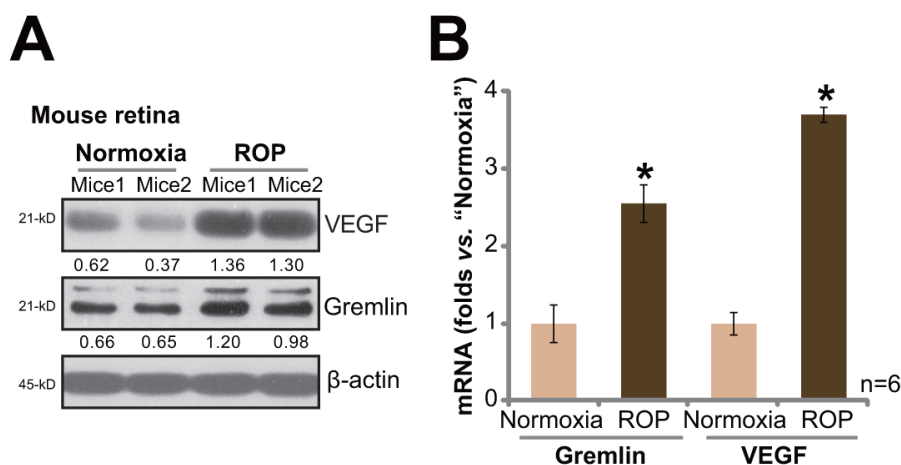 A
Mouse retina
Normoxia ROP
Mice1 Mice2 Mice1 Mice2
21-kD VEGF
0.62 0.37 1.36 1.30
21-kD Gremlin
0.66 0.65 1.20 0.98
45-kD β-actin
B
mRNA (folds vs. “Normoxia”)
4
3
2
1
0
*
*
n=6
Normoxia ROP Normoxia ROP
Gremlin VEGF